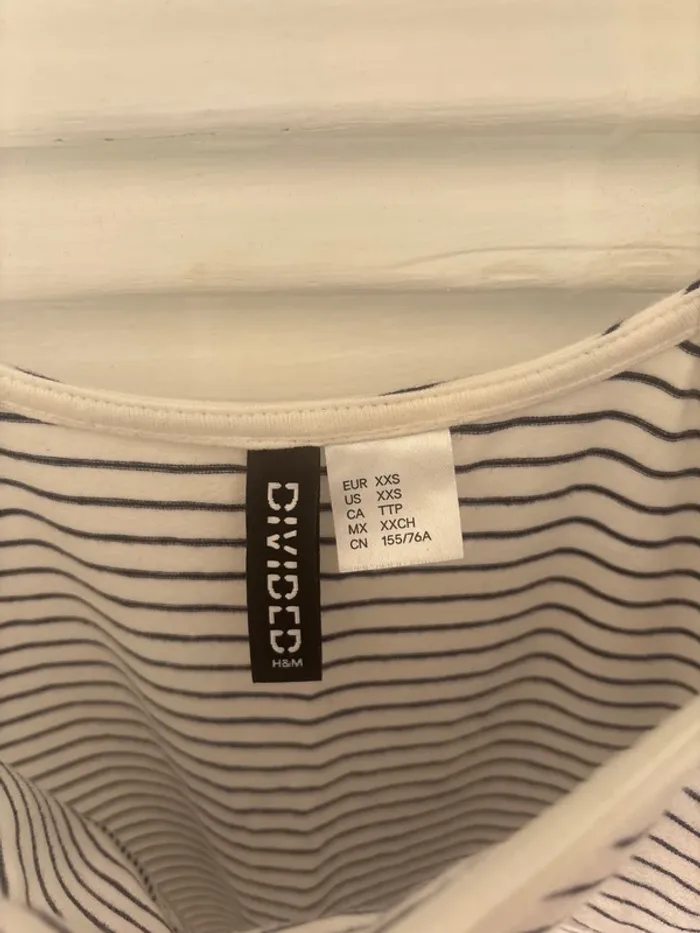 DIVIDED
H&M
EUR XXS
US XXS
CA TTP
MX XXCH
CN 155/76A